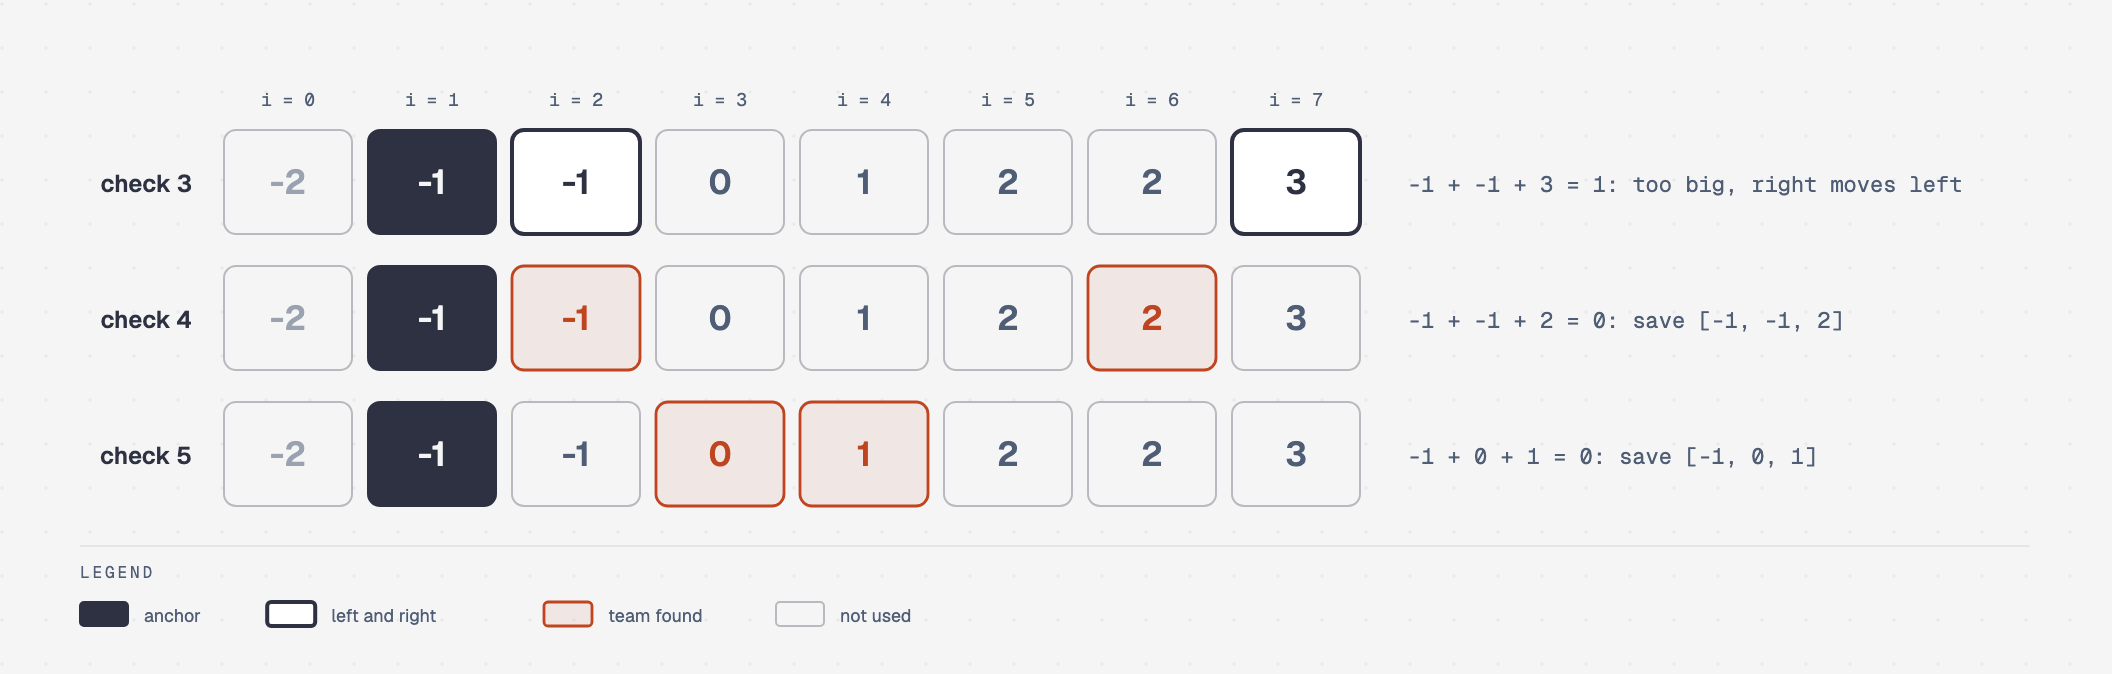 i = 0 i = 1 i = 2 i = 3 i = 4 i = 5 i = 6 i = 7
check 3 -2 -1 -1 0 1 2 2 3 -1 + -1 + 3 = 1: too big, right moves left
check 4 -2 -1 -1 0 1 2 2 3 -1 + -1 + 2 = 0: save [-1, -1, 2]
check 5 -2 -1 -1 0 1 2 2 3 -1 + 0 + 1 = 0: save [-1, 0, 1]
LEGEND
anchor left and right team found not used